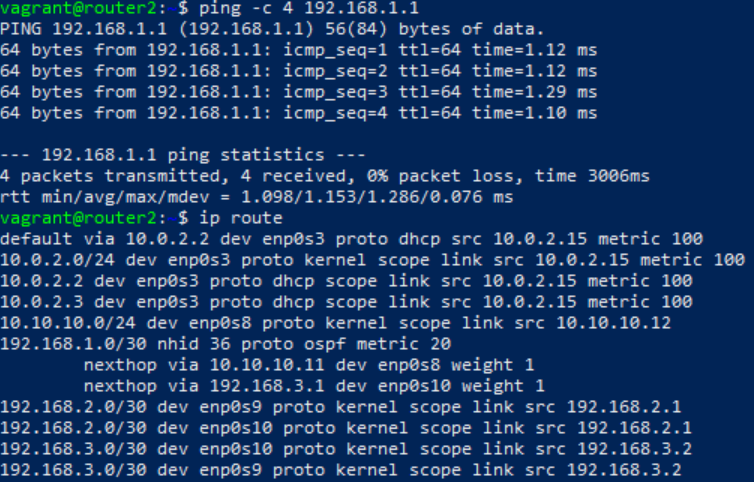 vagrant@router2:~$ ping -c 4 192.168.1.1
PING 192.168.1.1 (192.168.1.1) 56(84) bytes of data.
64 bytes from 192.168.1.1: icmp_seq=1 ttl=64 time=1.12 ms
64 bytes from 192.168.1.1: icmp_seq=2 ttl=64 time=1.12 ms
64 bytes from 192.168.1.1: icmp_seq=3 ttl=64 time=1.29 ms
64 bytes from 192.168.1.1: icmp_seq=4 ttl=64 time=1.10 ms
--- 192.168.1.1 ping statistics ---
4 packets transmitted, 4 received, 0% packet loss, time 3006ms
rtt min/avg/max/mdev = 1.098/1.153/1.286/0.076 ms
vagrant@router2:~$ ip route
default via 10.0.2.2 dev enp0s3 proto dhcp src 10.0.2.15 metric 100
10.0.2.0/24 dev enp0s3 proto kernel scope link src 10.0.2.15 metric 100
10.0.2.2 dev enp0s3 proto dhcp scope link src 10.0.2.15 metric 100
10.0.2.3 dev enp0s3 proto dhcp scope link src 10.0.2.15 metric 100
10.10.10.0/24 dev enp0s8 proto kernel scope link src 10.10.10.12
192.168.1.0/30 nhid 36 proto ospf metric 20
nexthop via 10.10.10.11 dev enp0s8 weight 1
nexthop via 192.168.3.1 dev enp0s10 weight 1
192.168.2.0/30 dev enp0s9 proto kernel scope link src 192.168.2.1
192.168.2.0/30 dev enp0s10 proto kernel scope link src 192.168.2.1
192.168.3.0/30 dev enp0s10 proto kernel scope link src 192.168.3.2
192.168.3.0/30 dev enp0s9 proto kernel scope link src 192.168.3.2